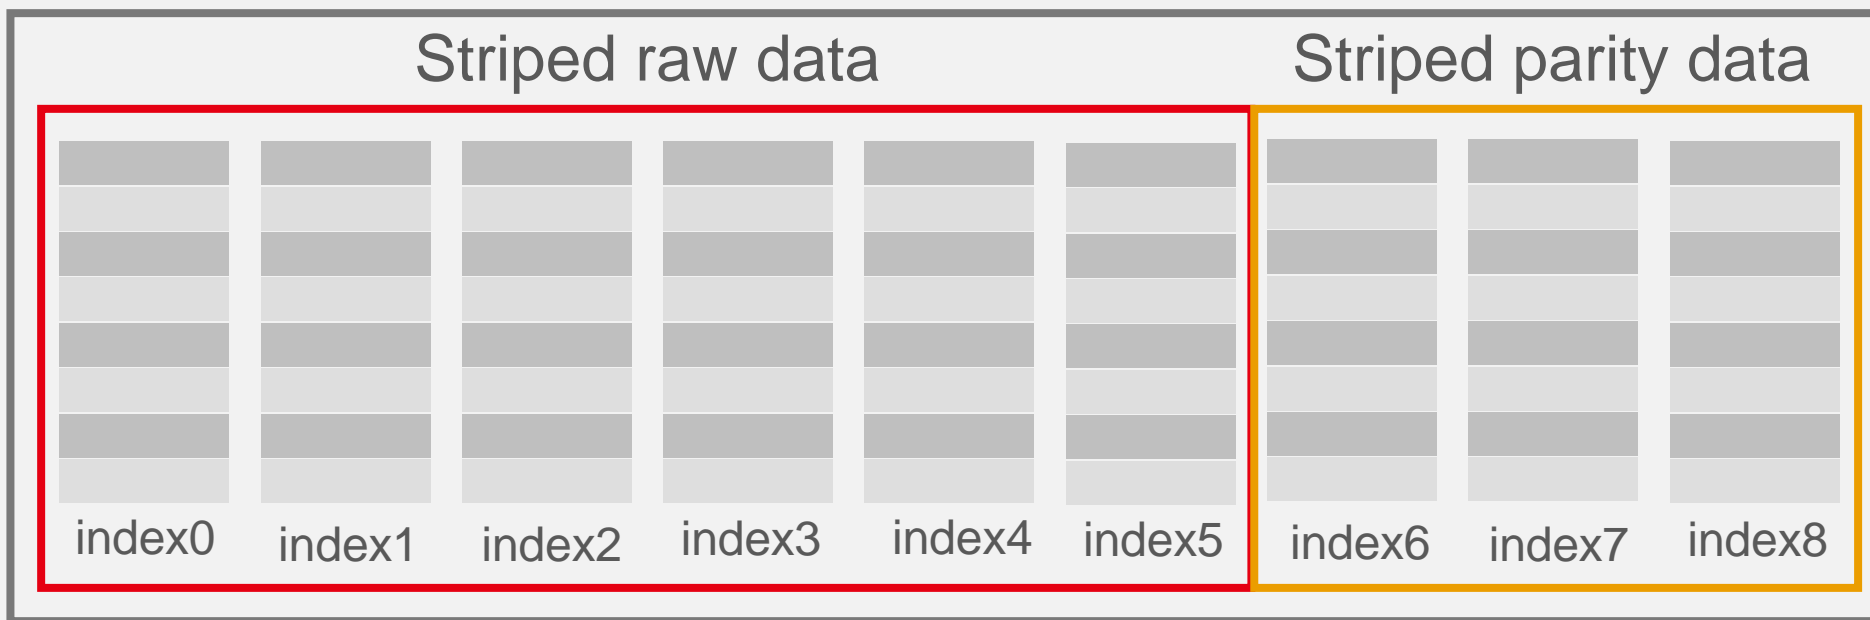 Striped raw data
Striped parity data
index0 index1 index2 index3 index4 index5 index6 index7 index8